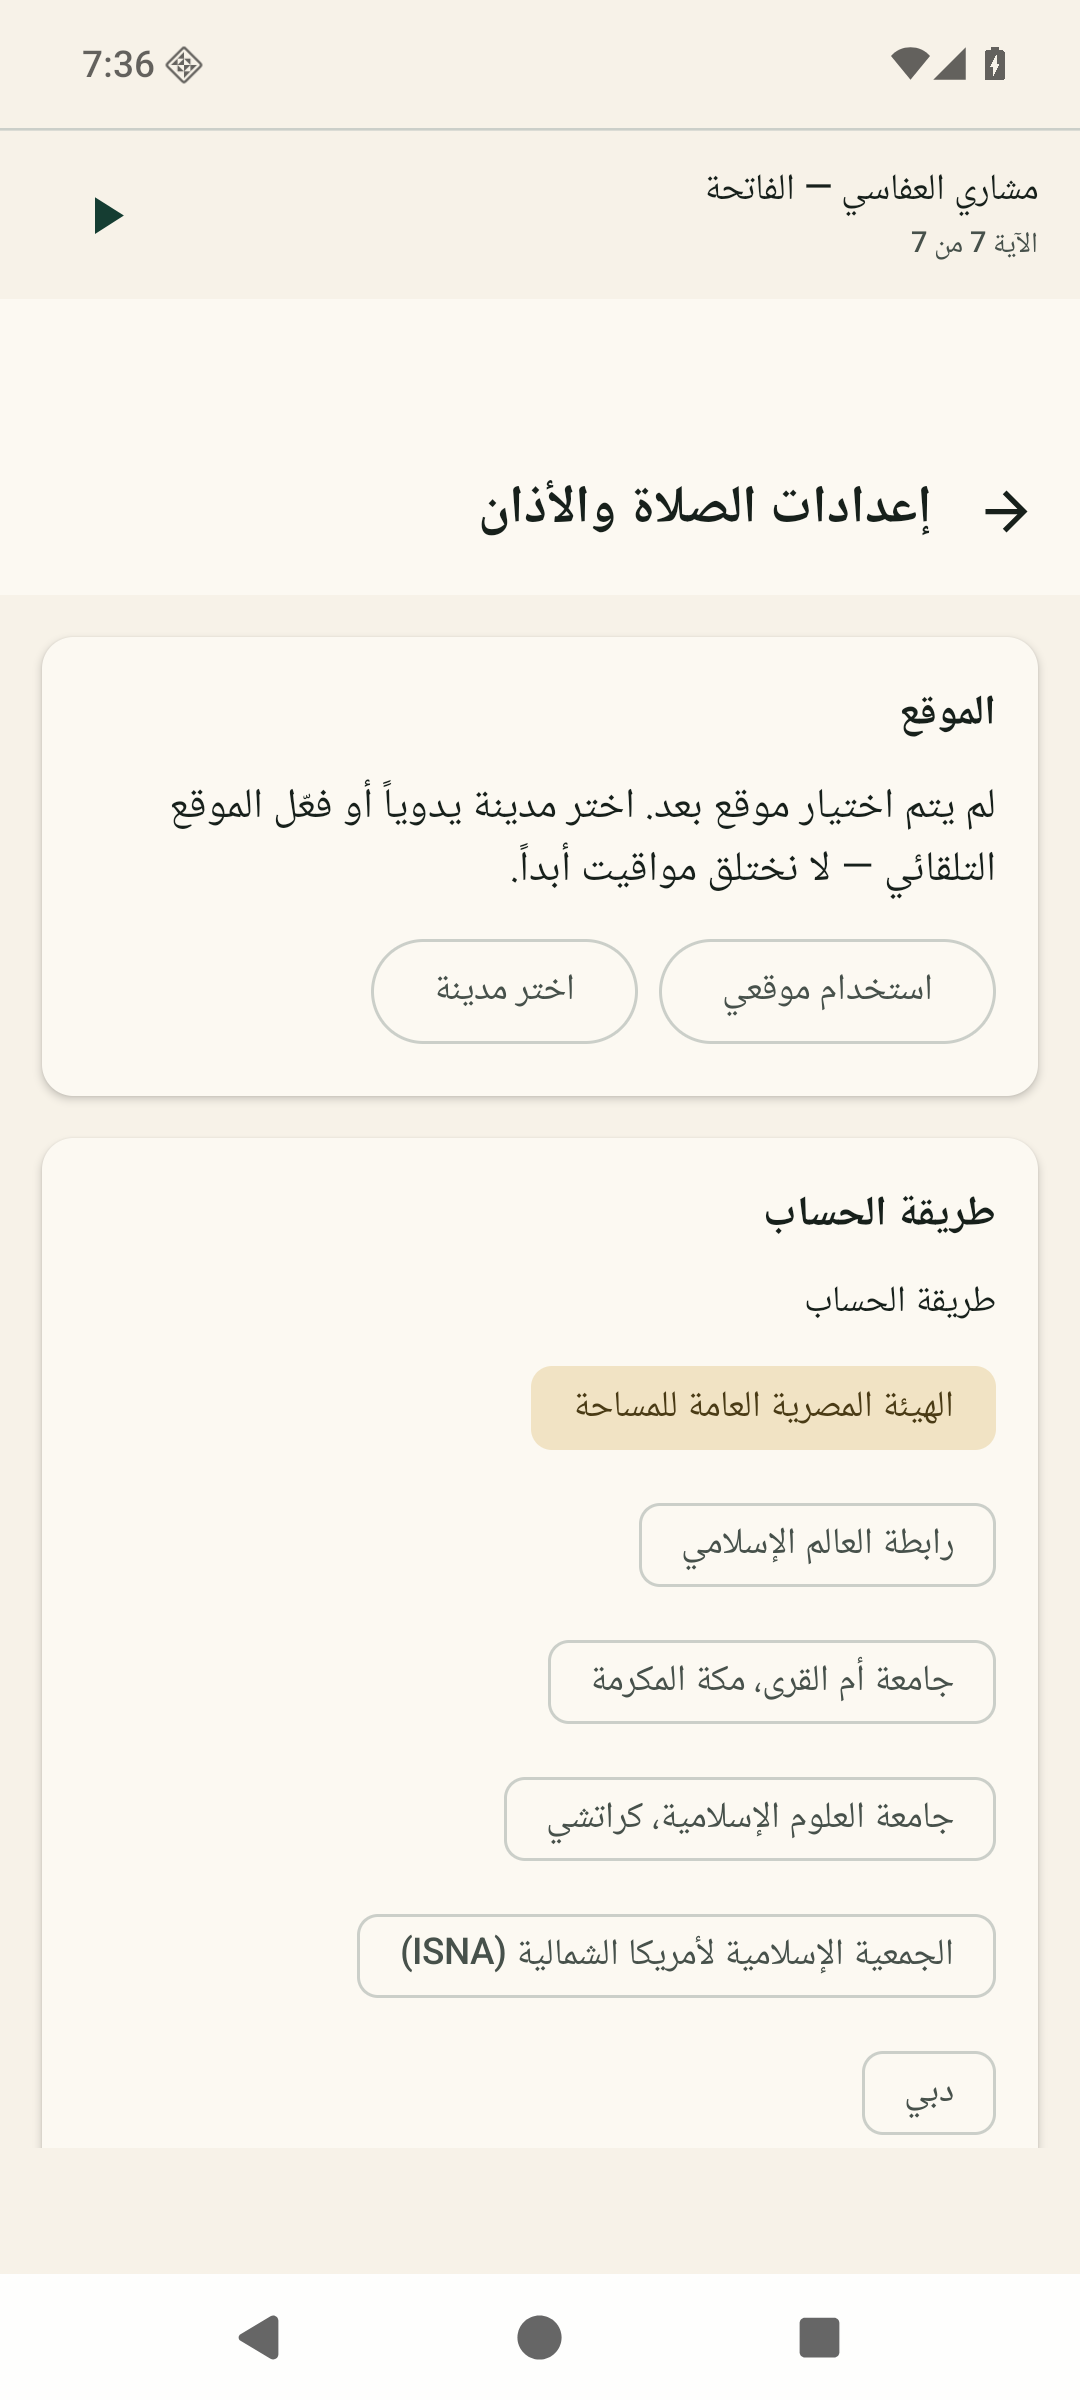 7:36
مشاري العفاسي — الفاتحة
الآية 7 من 7
إعدادات الصلاة والأذان
الموقع
لم يتم اختيار موقع بعد. اختر مدينة يدوياً أو فعّل الموقع
التلقائي — لا نختلق مواقيت أبداً.
استخدام موقعي
اختر مدينة
طريقة الحساب
طريقة الحساب
الهيئة المصرية العامة للمساحة
رابطة العالم الإسلامي
جامعة أم القرى، مكة المكرمة
جامعة العلوم الإسلامية، كراتشي
الجمعية الإسلامية لأمريكا الشمالية (ISNA)
دبي